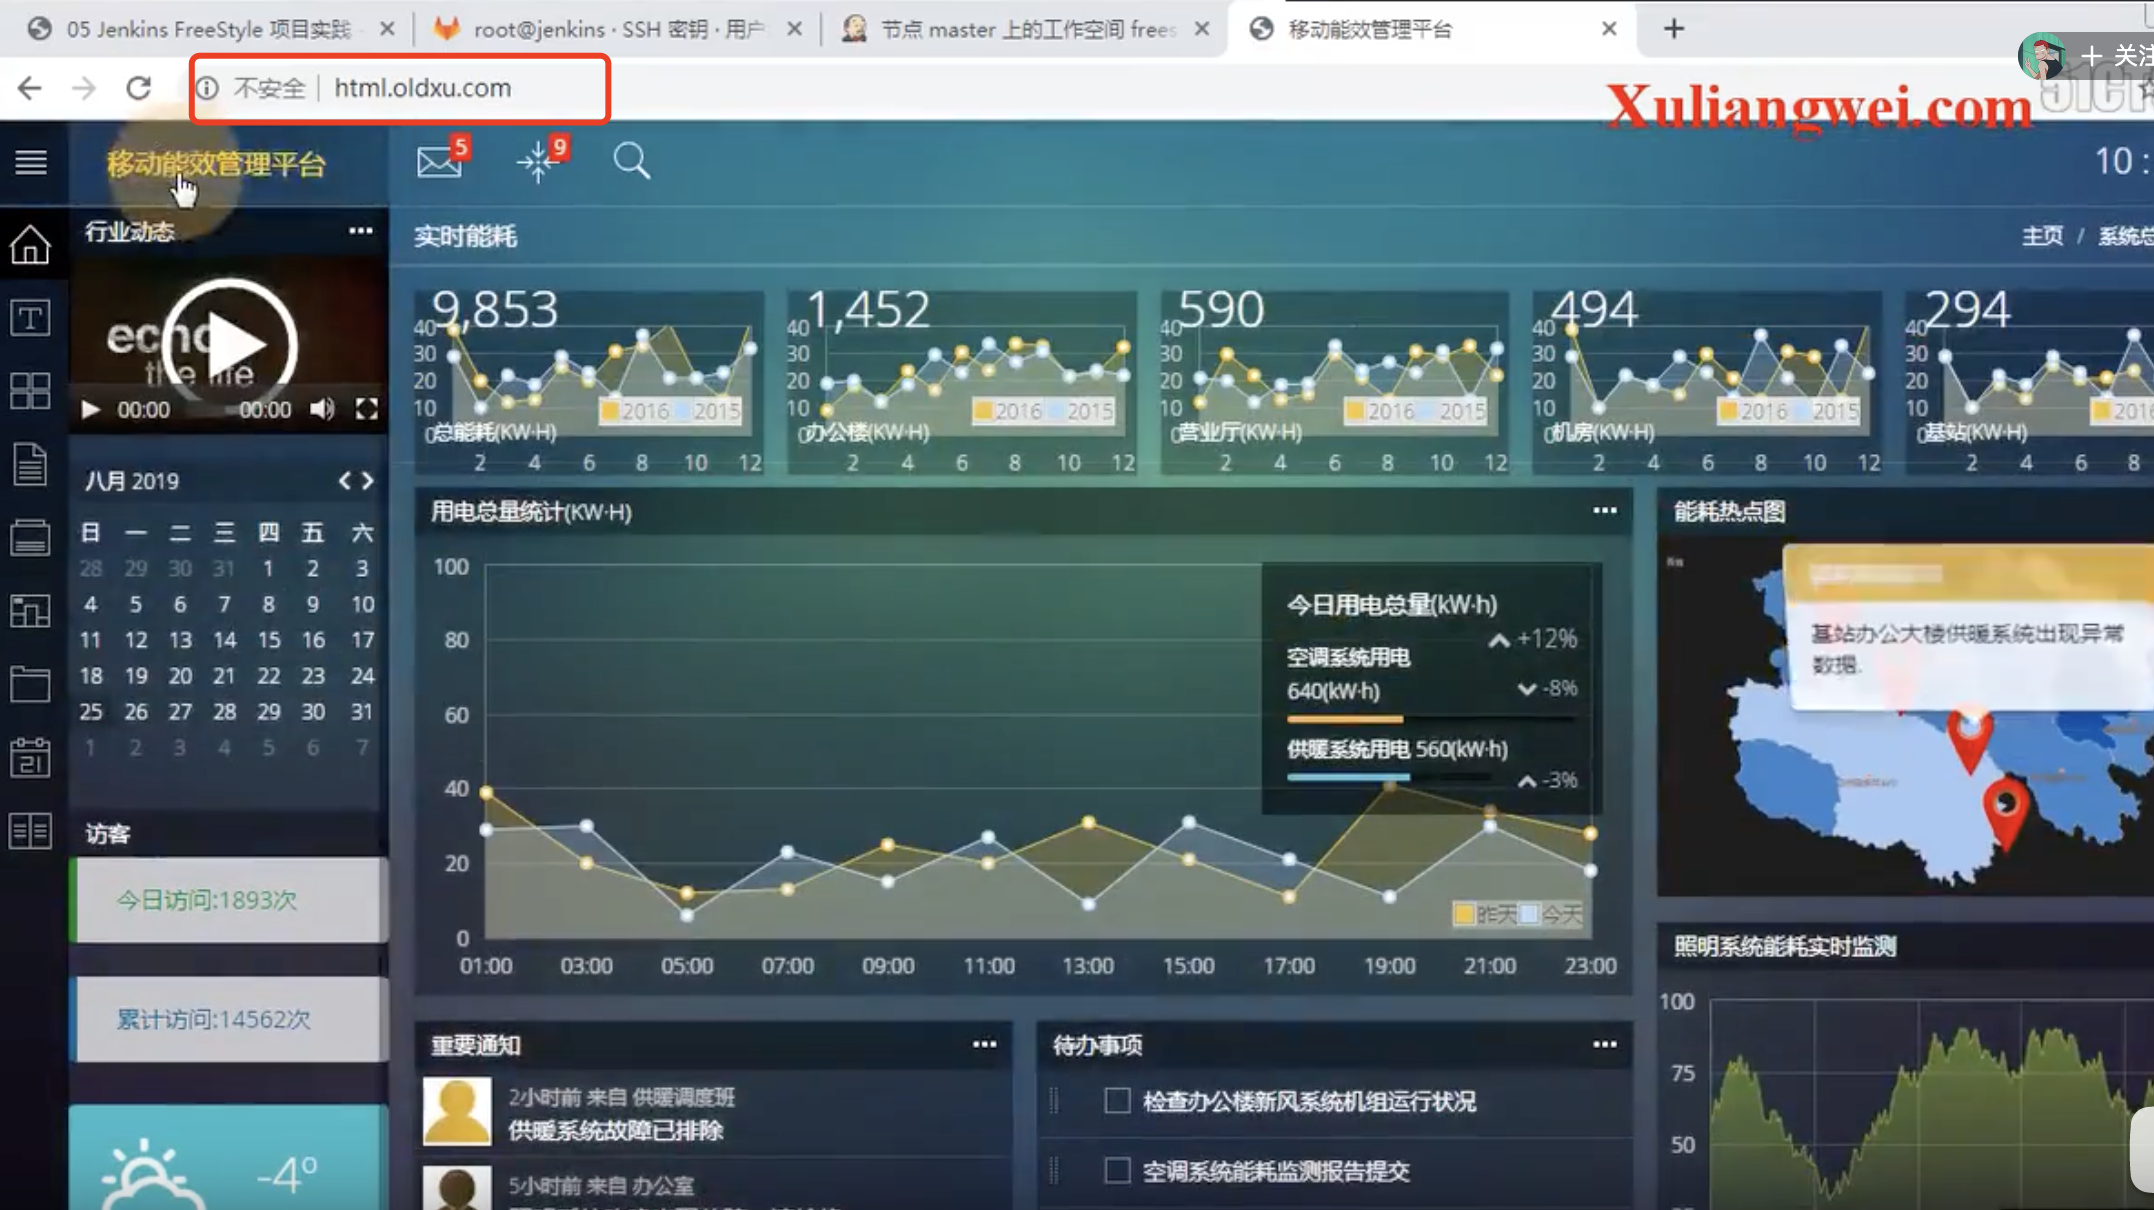 05 Jenkins FreeStyle 项目实践
root@jenkins · SSH 密钥 · 用户
节点 master 上的工作空间 frees
移动能效管理平台
不安全 | html.oldxu.com
+ 关注
Xuliangwei.com
移动能效管理平台
5
9
10 :
行业动态
实时能耗
主页 / 系统总
echo
the life
00:00
00:00
9,853
40
30
20
10
0
2016 2015
总能耗(KW·H)
2 4 6 8 10 12
1,452
40
30
20
10
0
2016 2015
办公楼(KW·H)
2 4 6 8 10 12
590
40
30
20
10
0
2016 2015
营业厅(KW·H)
2 4 6 8 10 12
494
40
30
20
10
0
2016 2015
机房(KW·H)
2 4 6 8 10 12
294
40
30
20
10
0
2016
基站(KW·H)
2 4 6 8
八月 2019
日 一 二 三 四 五 六
28 29 30 31 1 2 3
4 5 6 7 8 9 10
11 12 13 14 15 16 17
18 19 20 21 22 23 24
25 26 27 28 29 30 31
1 2 3 4 5 6 7
21
访客
今日访问:1893次
累计访问:14562次
-4°
用电总量统计(KW·H)
100
80
60
40
20
0
01:00 03:00 05:00 07:00 09:00 11:00 13:00 15:00 17:00 19:00 21:00 23:00
今日用电总量(kW·h)
+12%
空调系统用电
640(kW·h)
-8%
供暖系统用电 560(kW·h)
-3%
昨天 今天
能耗热点图
基站办公大楼供暖系统出现异常
数据.
照明系统能耗实时监测
100
75
50
重要通知
2小时前 来自 供暖调度班
供暖系统故障已排除
5小时前 来自 办公室
待办事项
检查办公楼新风系统机组运行状况
空调系统能耗监测报告提交